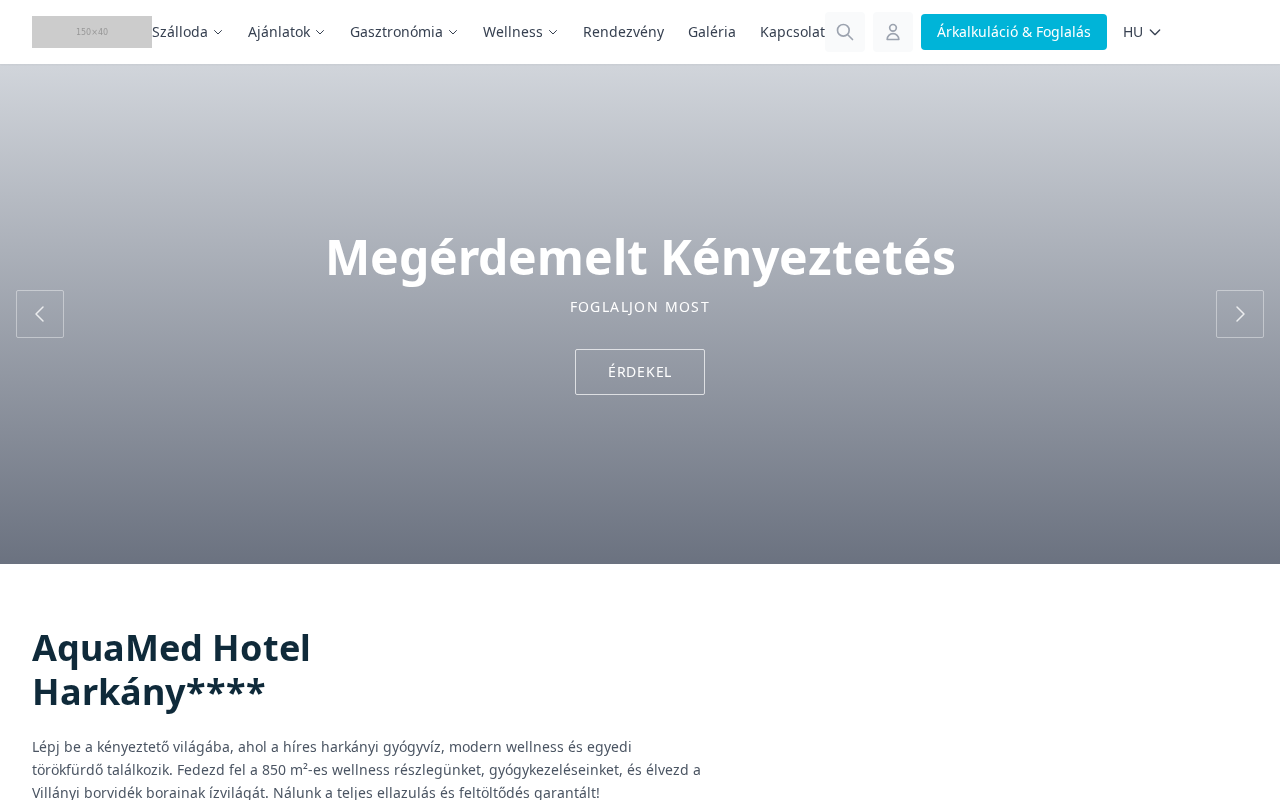 150×40
Szálloda
Ajánlatok
Gasztronómia
Wellness
Rendezvény
Galéria
Kapcsolat
Árkalkuláció & Foglalás
HU
Megérdemelt Kényeztetés
FOGLALJON MOST
ÉRDEKEL
AquaMed Hotel
Harkány****
Lépj be a kényeztető világába, ahol a híres harkányi gyógyvíz, modern wellness és egyedi
törökfürdő találkozik. Fedezd fel a 850 m²-es wellness részlegünket, gyógykezeléseinket, és élvezd a
Villányi borvidék borainak ízvilágát. Nálunk a teljes ellazulás és feltöltődés garantált!